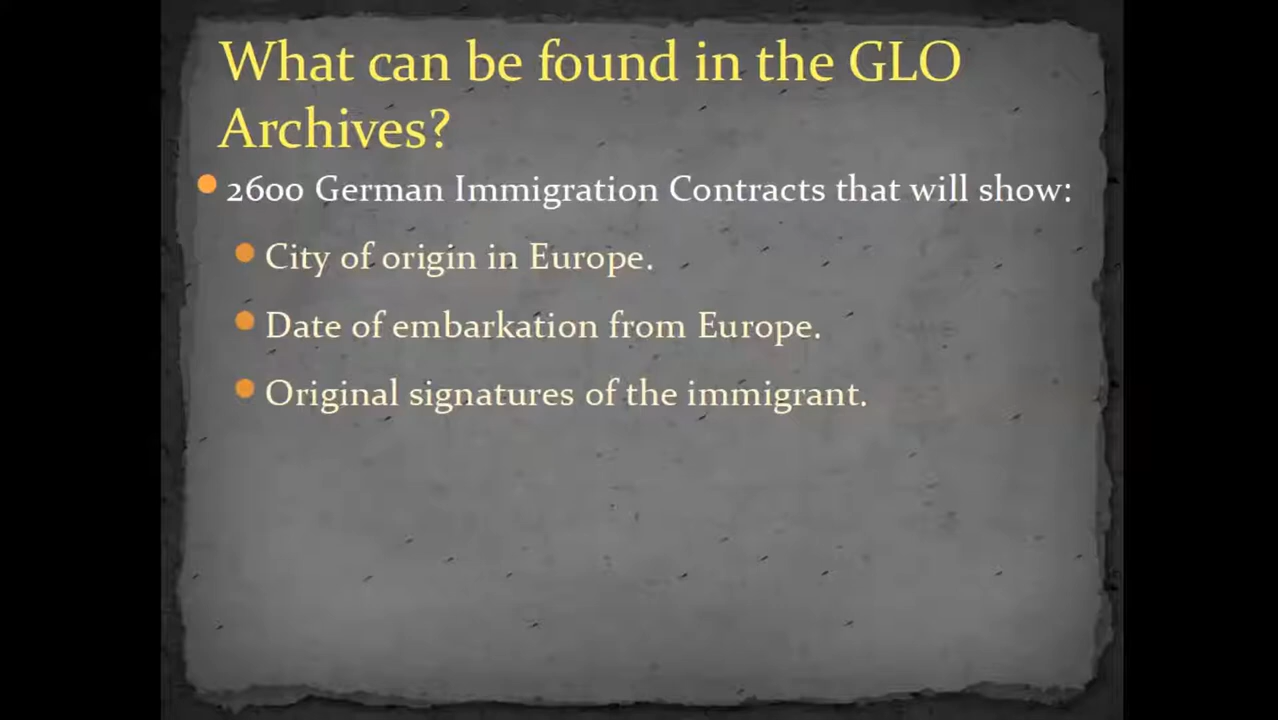 What can be found in the GLO
Archives?
2600 German Immigration Contracts that will show:
City of origin in Europe.
Date of embarkation from Europe.
Original signatures of the immigrant.